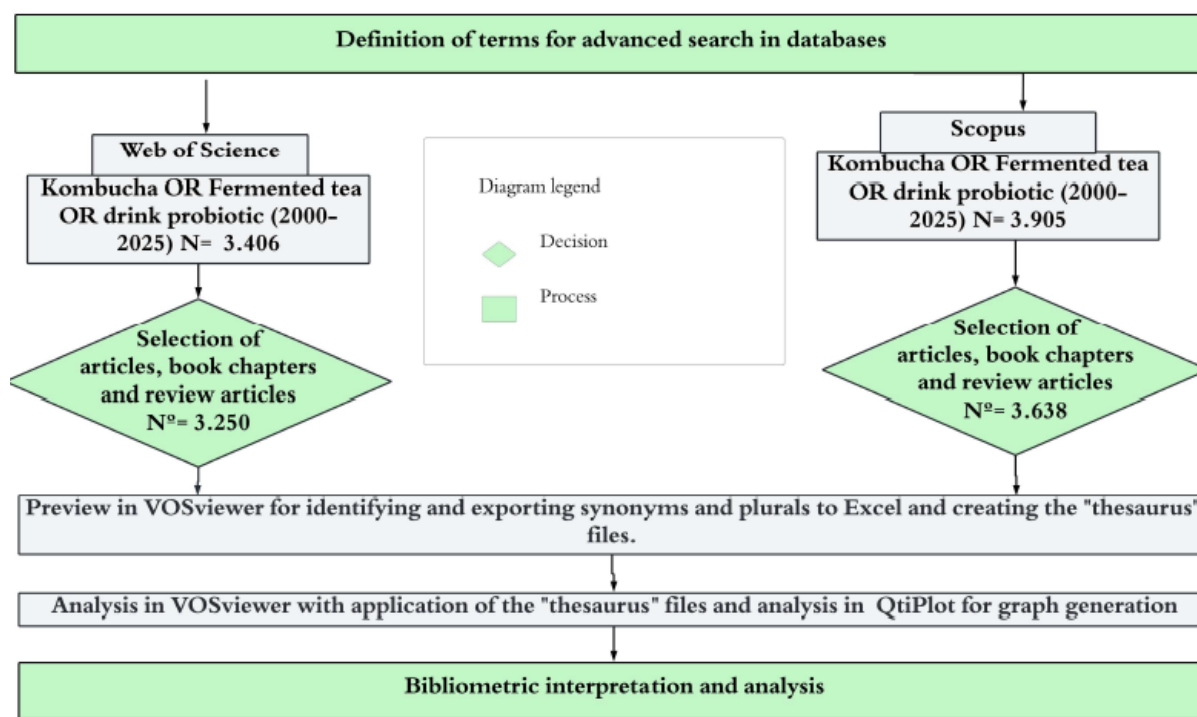 Definition of terms for advanced search in databases
Web of Science
Kombucha OR Fermented tea
OR drink probiotic (2000-
2025) N= 3.406
Selection of
articles, book chapters
and review articles
Nº= 3.250
Diagram legend
Decision
Process
Scopus
Kombucha OR Fermented tea
OR drink probiotic (2000-
2025) N= 3.905
Selection of
articles, book chapters
and review articles
Nº= 3.638
Preview in VOSviewer for identifying and exporting synonyms and plurals to Excel and creating the "thesaurus"
files.
Analysis in VOSviewer with application of the "thesaurus" files and analysis in QtiPlot for graph generation
Bibliometric interpretation and analysis